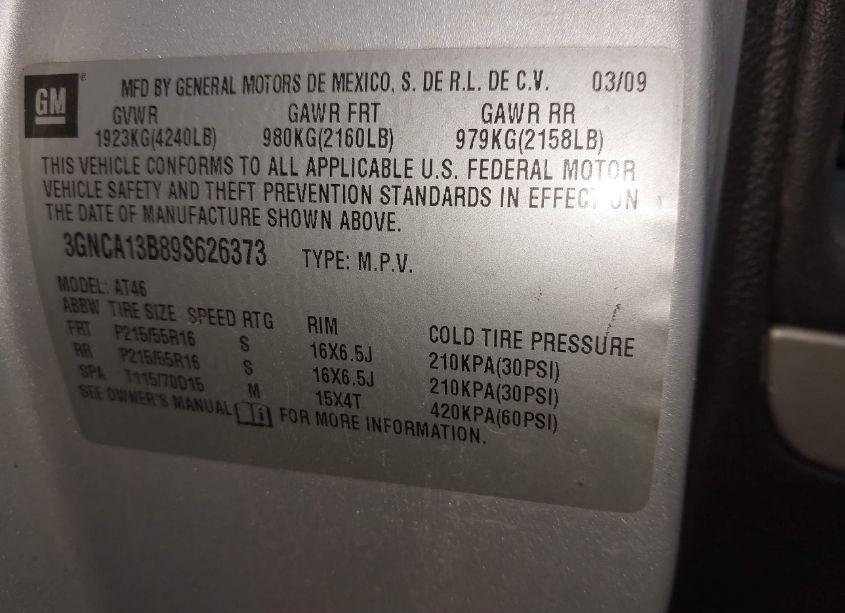 GM ® MFD BY GENERAL MOTORS DE MEXICO, S. DE R.L. DE C.V. 03/09
GVWR GAWR FRT GAWR RR
1923KG(4240LB) 980KG(2160LB) 979KG(2158LB)
THIS VEHICLE CONFORMS TO ALL APPLICABLE U.S. FEDERAL MOTOR
VEHICLE SAFETY AND THEFT PREVENTION STANDARDS IN EFFECT ON
THE DATE OF MANUFACTURE SHOWN ABOVE.
3GNCA13B89S626373 TYPE: M.P.V.
MODEL: AT46
ABBW TIRE SIZE SPEED RTG RIM COLD TIRE PRESSURE
FRT P215/55R16 S 16X6.5J 210KPA(30PSI)
RR P215/55R16 S 16X6.5J 210KPA(30PSI)
SPA T115/70D15 M 15X4T 420KPA(60PSI)
SEE OWNER'S MANUAL FOR MORE INFORMATION.